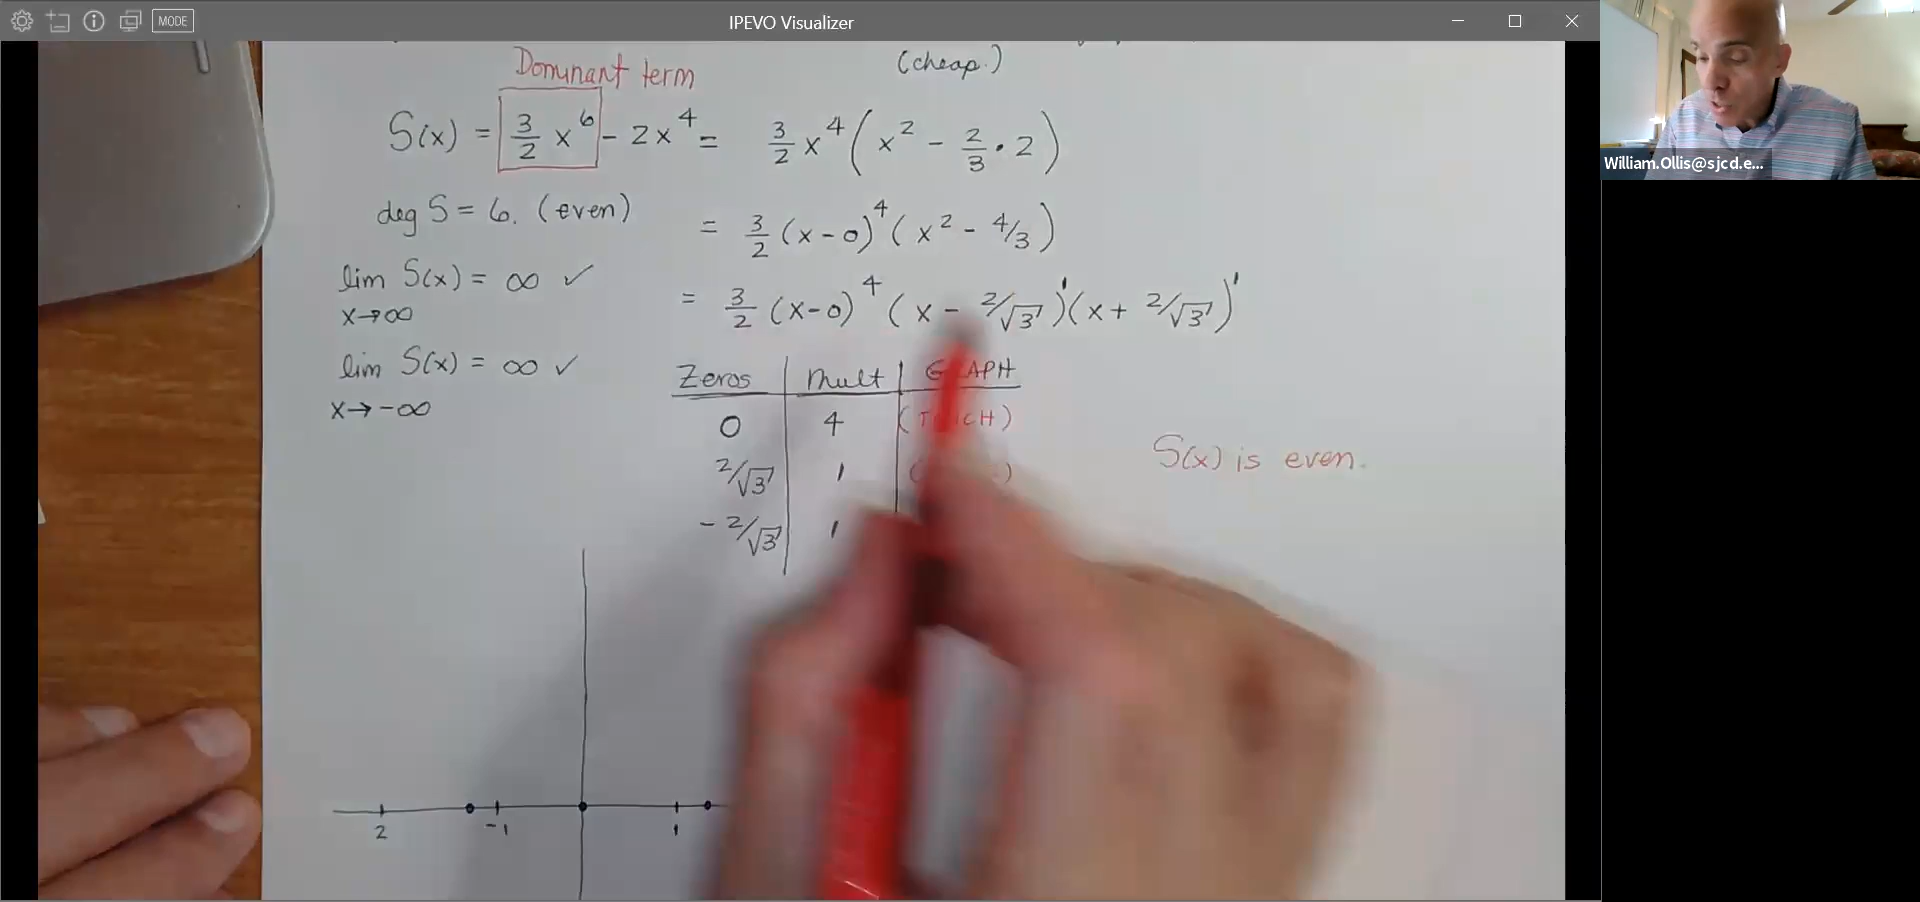 MODE
IPEVO Visualizer
William.Ollis@sjcd.e...
Dominant term
(cheap.)
S(x) = 3/2 x^6 - 2x^4 = 3/2 x^4 (x^2 - 2/3 • 2)
deg S = 6. (even)
= 3/2 (x-0)^4 (x^2 - 4/3)
lim S(x) = ∞ ✓
x→∞
= 3/2 (x-0)^4 (x - 2/√3)^1 (x + 2/√3)^1
lim S(x) = ∞ ✓
x→-∞
Zeros Mult GRAPH
0 4 (TOUCH)
2/√3 1
- 2/√3 1
S(x) is even.
2 -1 1